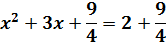 x² + 3x + 9/4 = 2 + 9/4